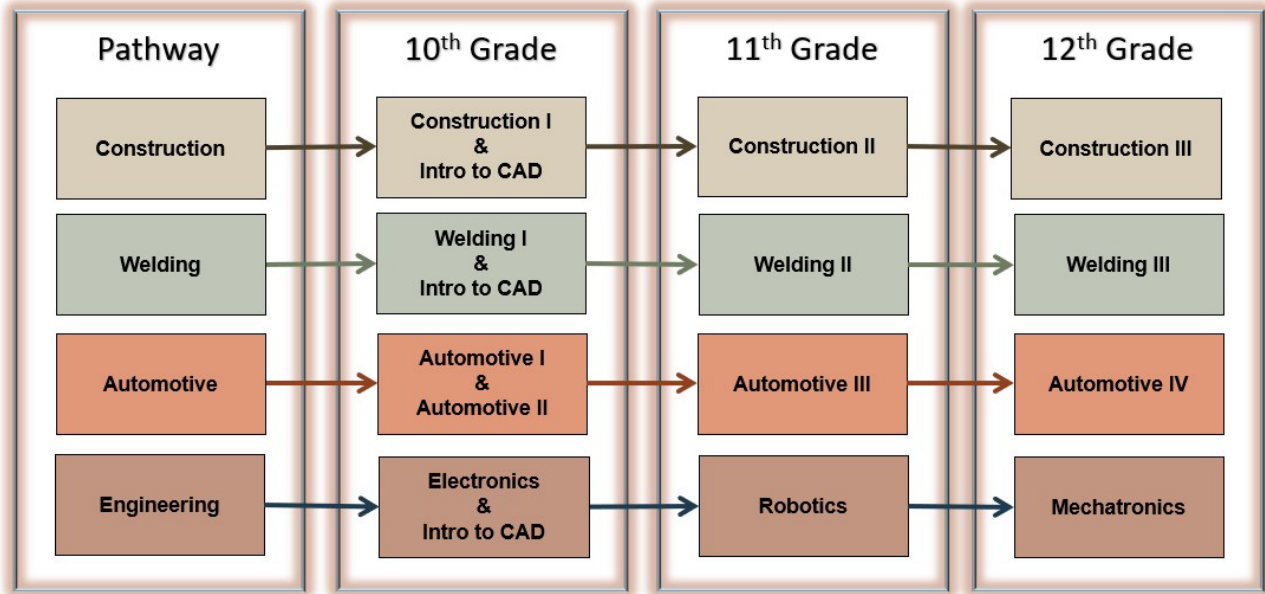 Pathway
10th Grade
11th Grade
12th Grade
Construction
Construction I
&
Intro to CAD
Construction II
Construction III
Welding
Welding I
&
Intro to CAD
Welding II
Welding III
Automotive
Automotive I
&
Automotive II
Automotive III
Automotive IV
Engineering
Electronics
&
Intro to CAD
Robotics
Mechatronics